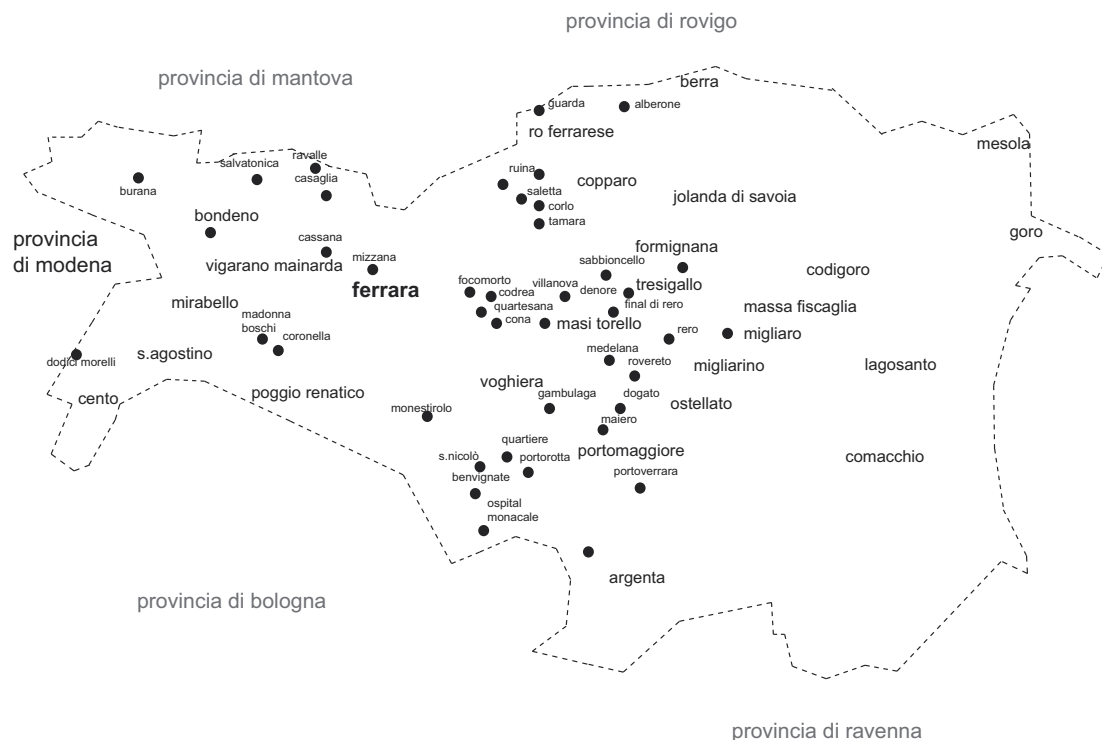 provincia di rovigo
provincia di mantova
berra
guarda
alberone
ro ferrarese
mesola
ravalle
salvatonica
casaglia
burana
ruina
copparo
saletta
jolanda di savoia
corlo
tamara
bondeno
provincia
di modena
cassana
goro
formignana
mizzana
vigarano mainarda
sabbioncello
codigoro
ferrara
focomorto
villanova
denore
tresigallo
codrea
mirabello
quartesana
final di rero
massa fiscaglia
madonna
boschi
cona
masi torello
migliaro
coronella
rero
s.agostino
dodici morelli
medelana
rovereto
migliarino
lagosanto
voghiera
poggio renatico
cento
gambulaga
dogato
ostellato
monestirolo
maiero
quartiere
portomaggiore
s.nicolò
portorotta
comacchio
benvignate
portoverrara
ospital
monacale
argenta
provincia di bologna
provincia di ravenna